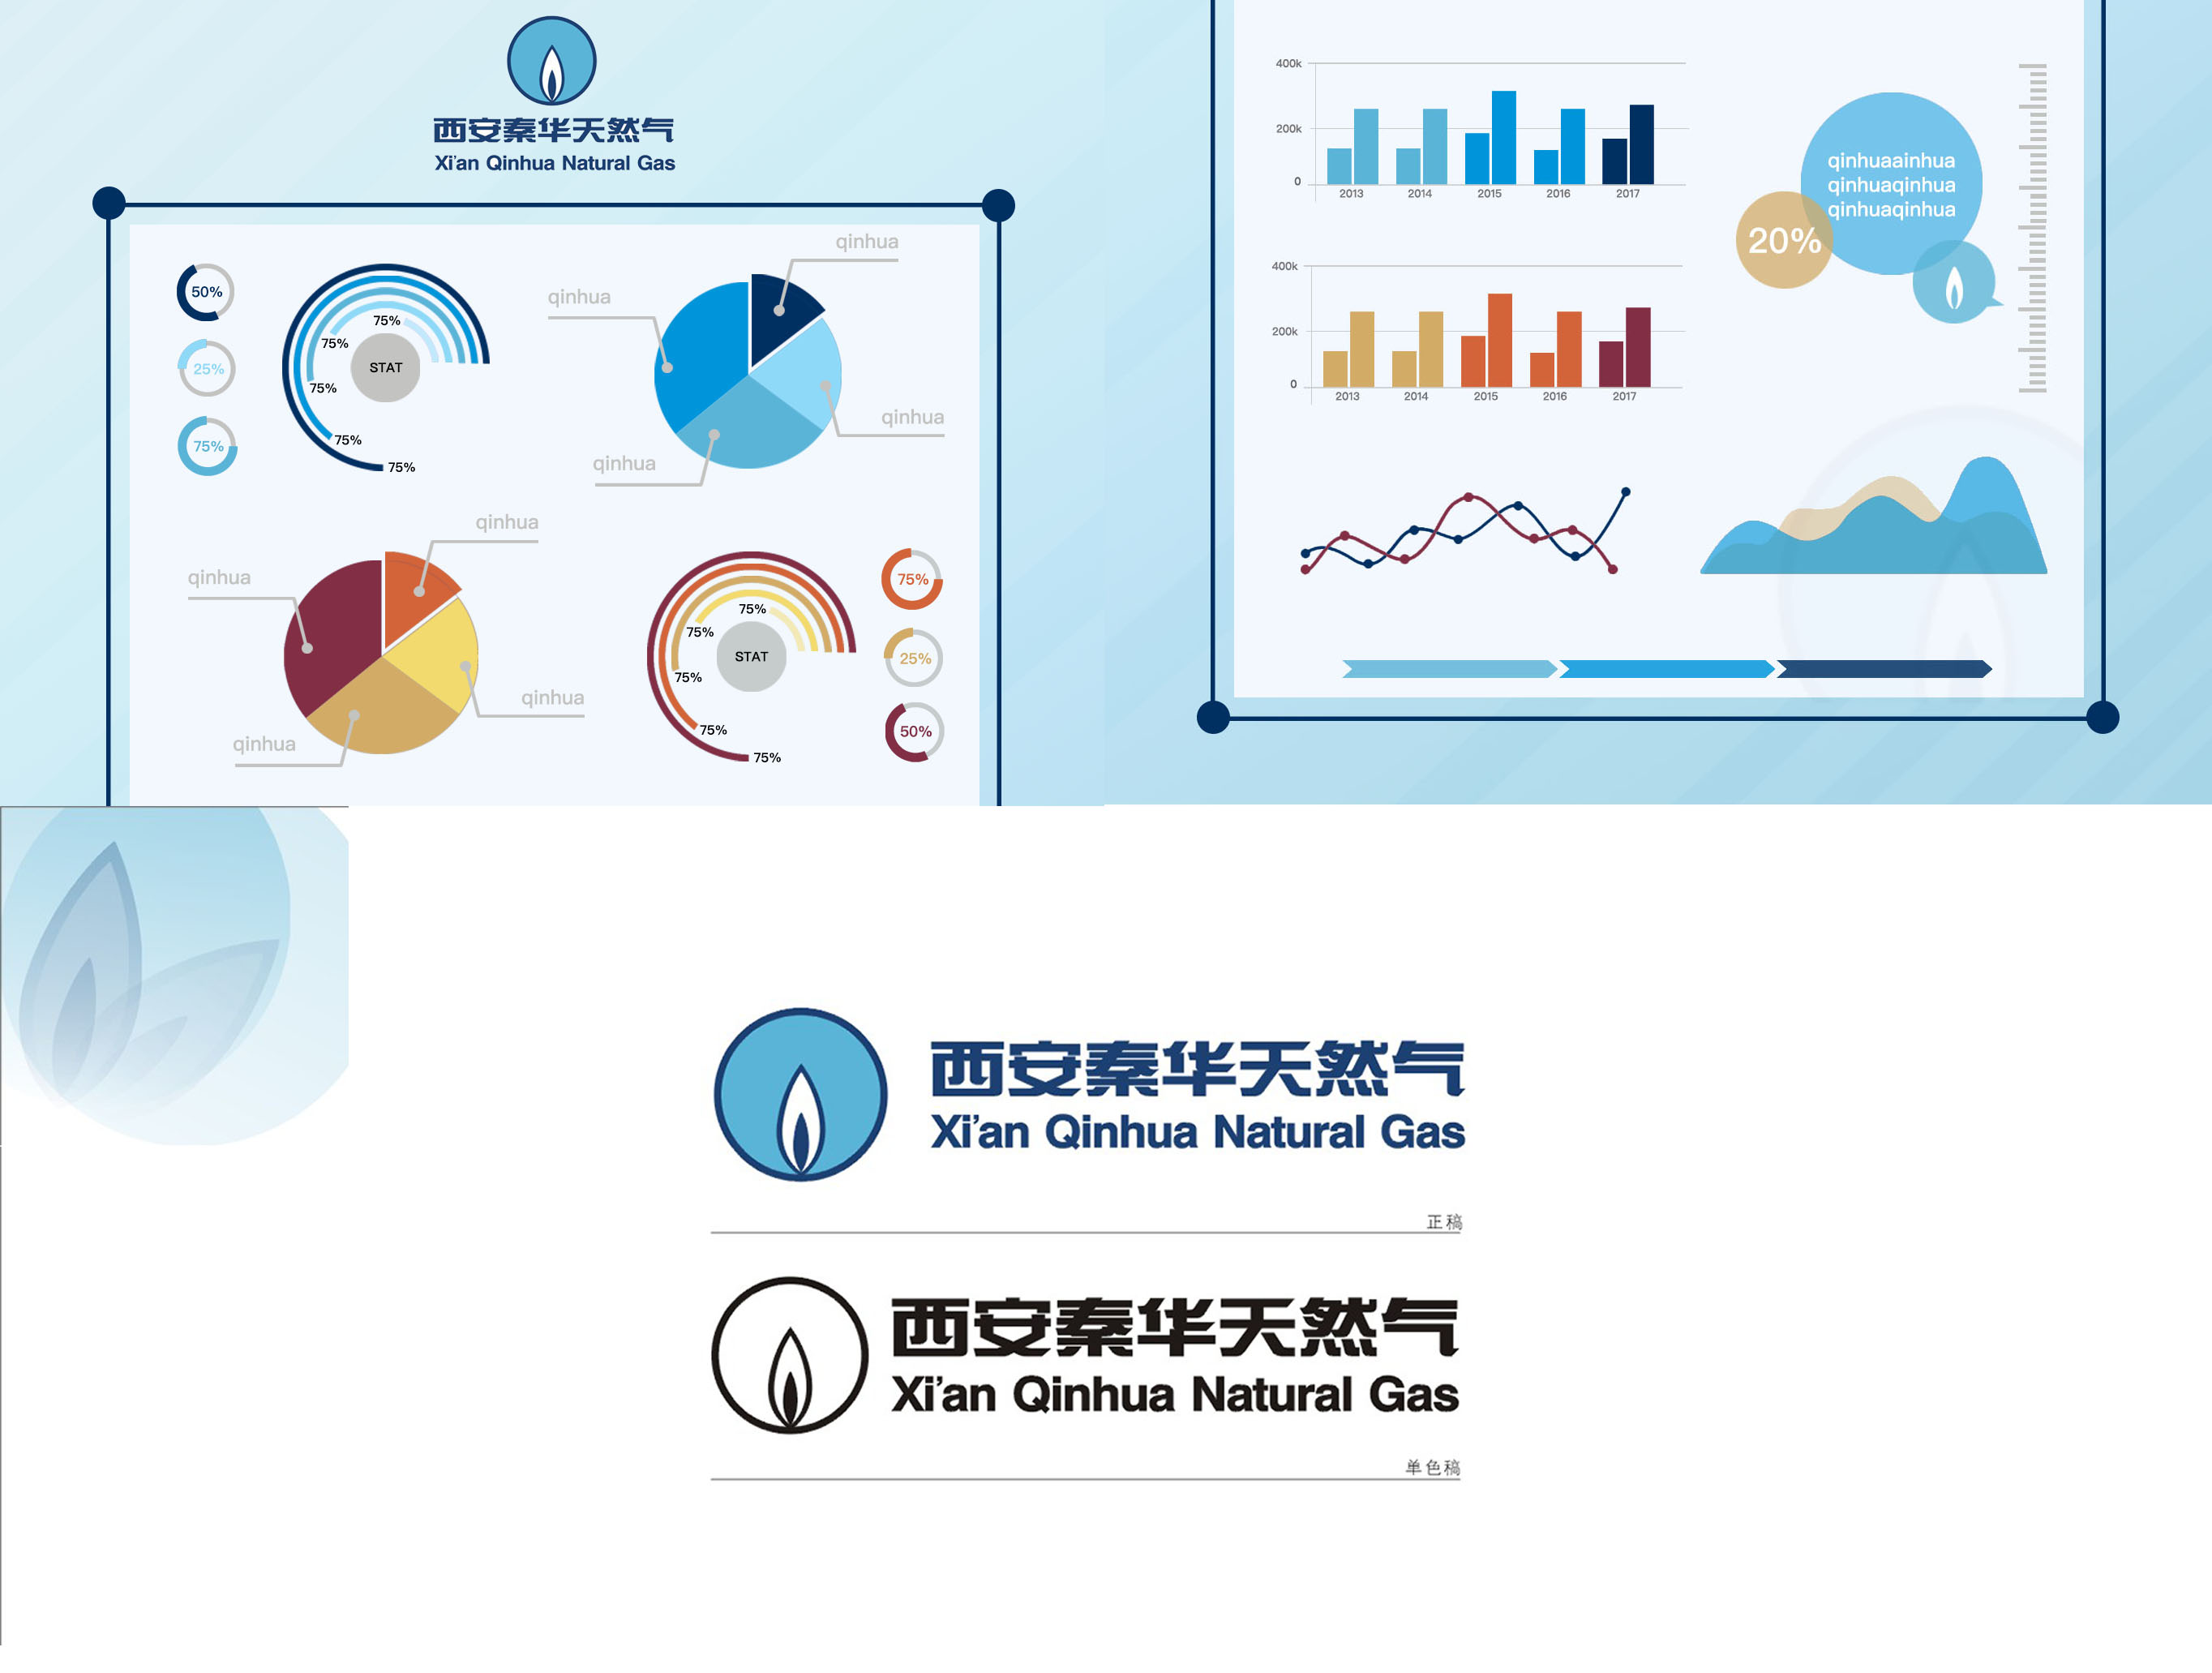 西安秦华天然气
Xi'an Qinhua Natural Gas
50%
25%
75%
75%
75%
75%
75%
75%
STAT
qinhua
qinhua
qinhua
qinhua
qinhua
qinhua
qinhua
qinhua
75%
75%
75%
75%
75%
STAT
75%
25%
50%
400k
200k
0
2013 2014 2015 2016 2017
400k
200k
0
2013 2014 2015 2016 2017
qinhuaainhua
qinhuaqinhua
qinhuaqinhua
20%
西安秦华天然气
Xi'an Qinhua Natural Gas
正稿
西安秦华天然气
Xi'an Qinhua Natural Gas
单色稿